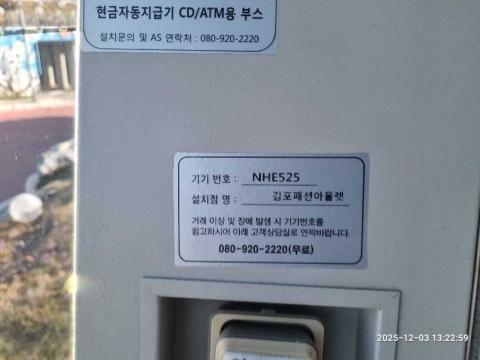 현금자동지급기 CD/ATM용 부스
설치문의 및 AS 연락처 : 080-920-2220
기기 번호 : NHE525
설치점 명 : 김포패션아울렛
거래 이상 및 장애 발생 시 기기번호를
참고하시어 아래 고객상담실로 연락바랍니다.
080-920-2220(무료)
2025-12-03 13:22:59